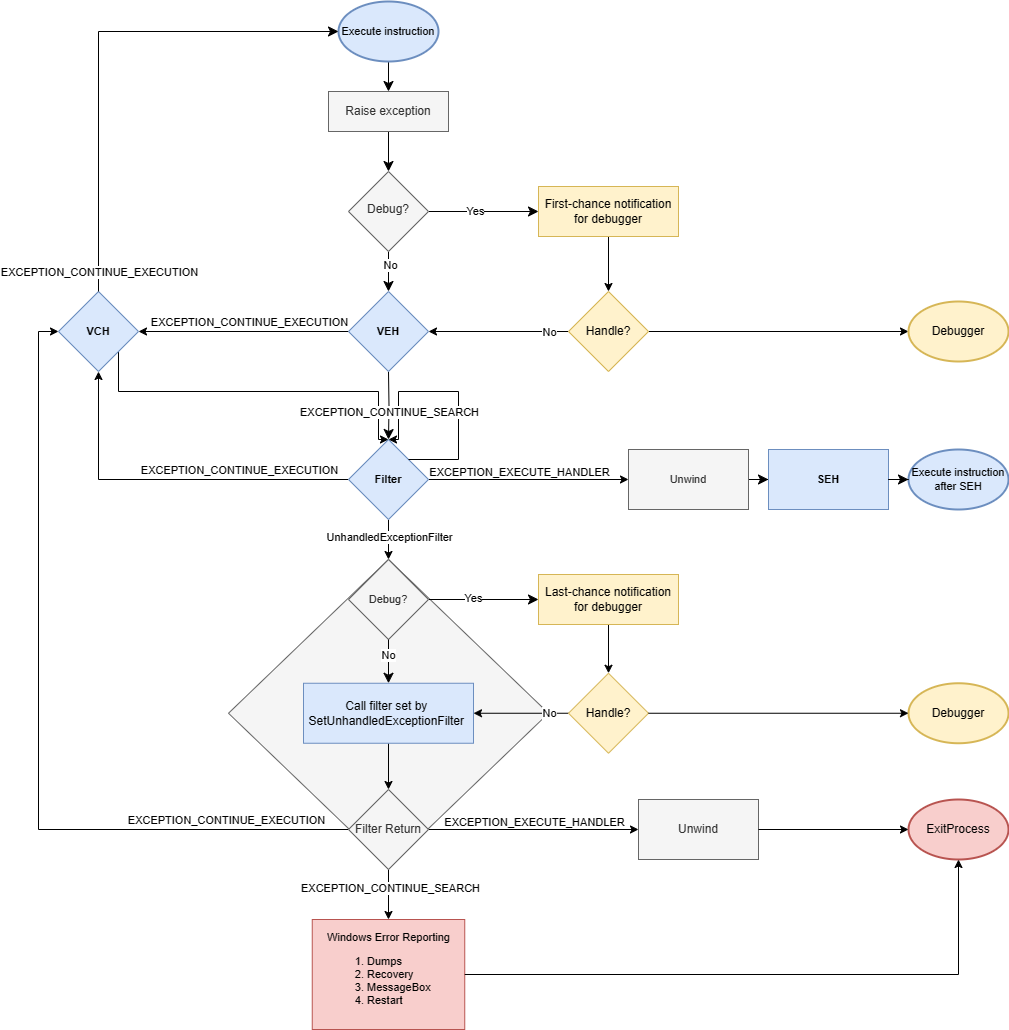 Execute instruction
Raise exception
Debug?
Yes
First-chance notification
for debugger
No
EXCEPTION_CONTINUE_EXECUTION
VCH
EXCEPTION_CONTINUE_EXECUTION
VEH
No
Handle?
Debugger
EXCEPTION_CONTINUE_SEARCH
EXCEPTION_CONTINUE_EXECUTION
Filter
EXCEPTION_EXECUTE_HANDLER
Unwind
SEH
Execute instruction
after SEH
UnhandledExceptionFilter
Debug?
Yes
Last-chance notification
for debugger
No
Call filter set by
SetUnhandledExceptionFilter
No
Handle?
Debugger
EXCEPTION_CONTINUE_EXECUTION
Filter Return
EXCEPTION_EXECUTE_HANDLER
Unwind
ExitProcess
EXCEPTION_CONTINUE_SEARCH
Windows Error Reporting
1. Dumps
2. Recovery
3. MessageBox
4. Restart